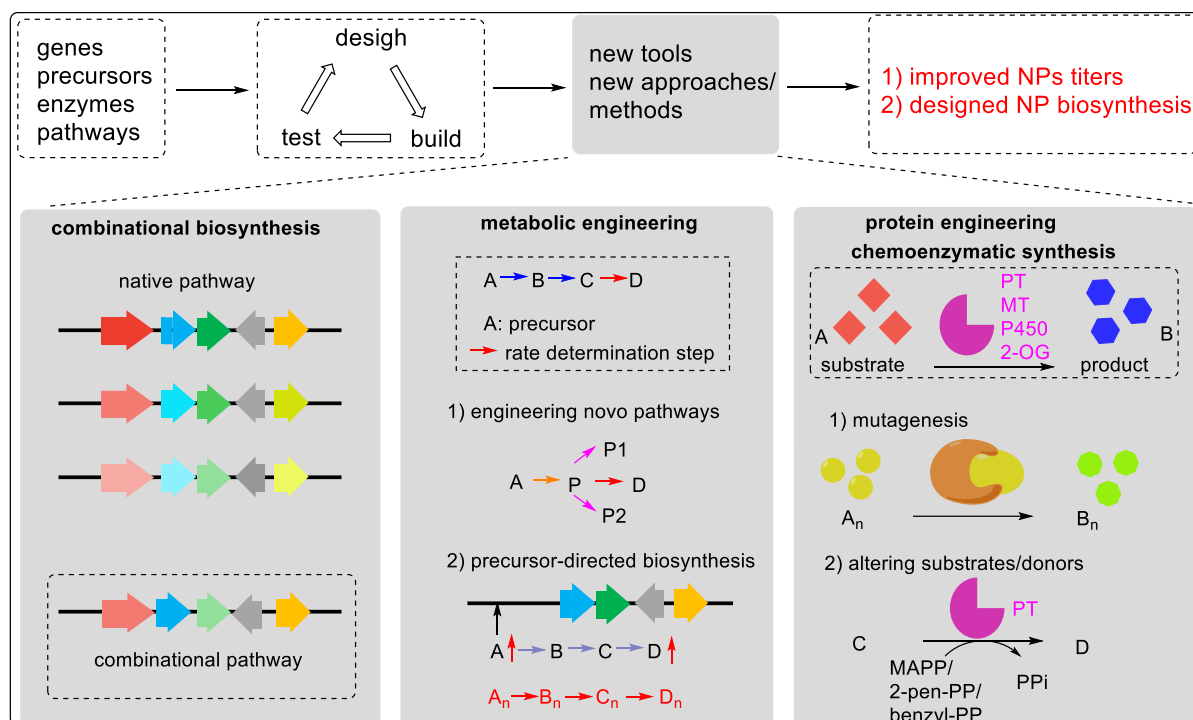 genes
precursors
enzymes
pathways
desigh
test
build
new tools
new approaches/
methods
1) improved NPs titers
2) designed NP biosynthesis
combinational biosynthesis
native pathway
combinational pathway
metabolic engineering
A B C D
A: precursor
rate determination step
1) engineering novo pathways
P1
A P D
P2
2) precursor-directed biosynthesis
A B C D
Aₙ Bₙ Cₙ Dₙ
protein engineering
chemoenzymatic synthesis
PT
MT
P450
2-OG
A
B
substrate
product
1) mutagenesis
Aₙ
Bₙ
2) altering substrates/donors
PT
C
D
MAPP/
2-pen-PP/
benzyl-PP
PPi